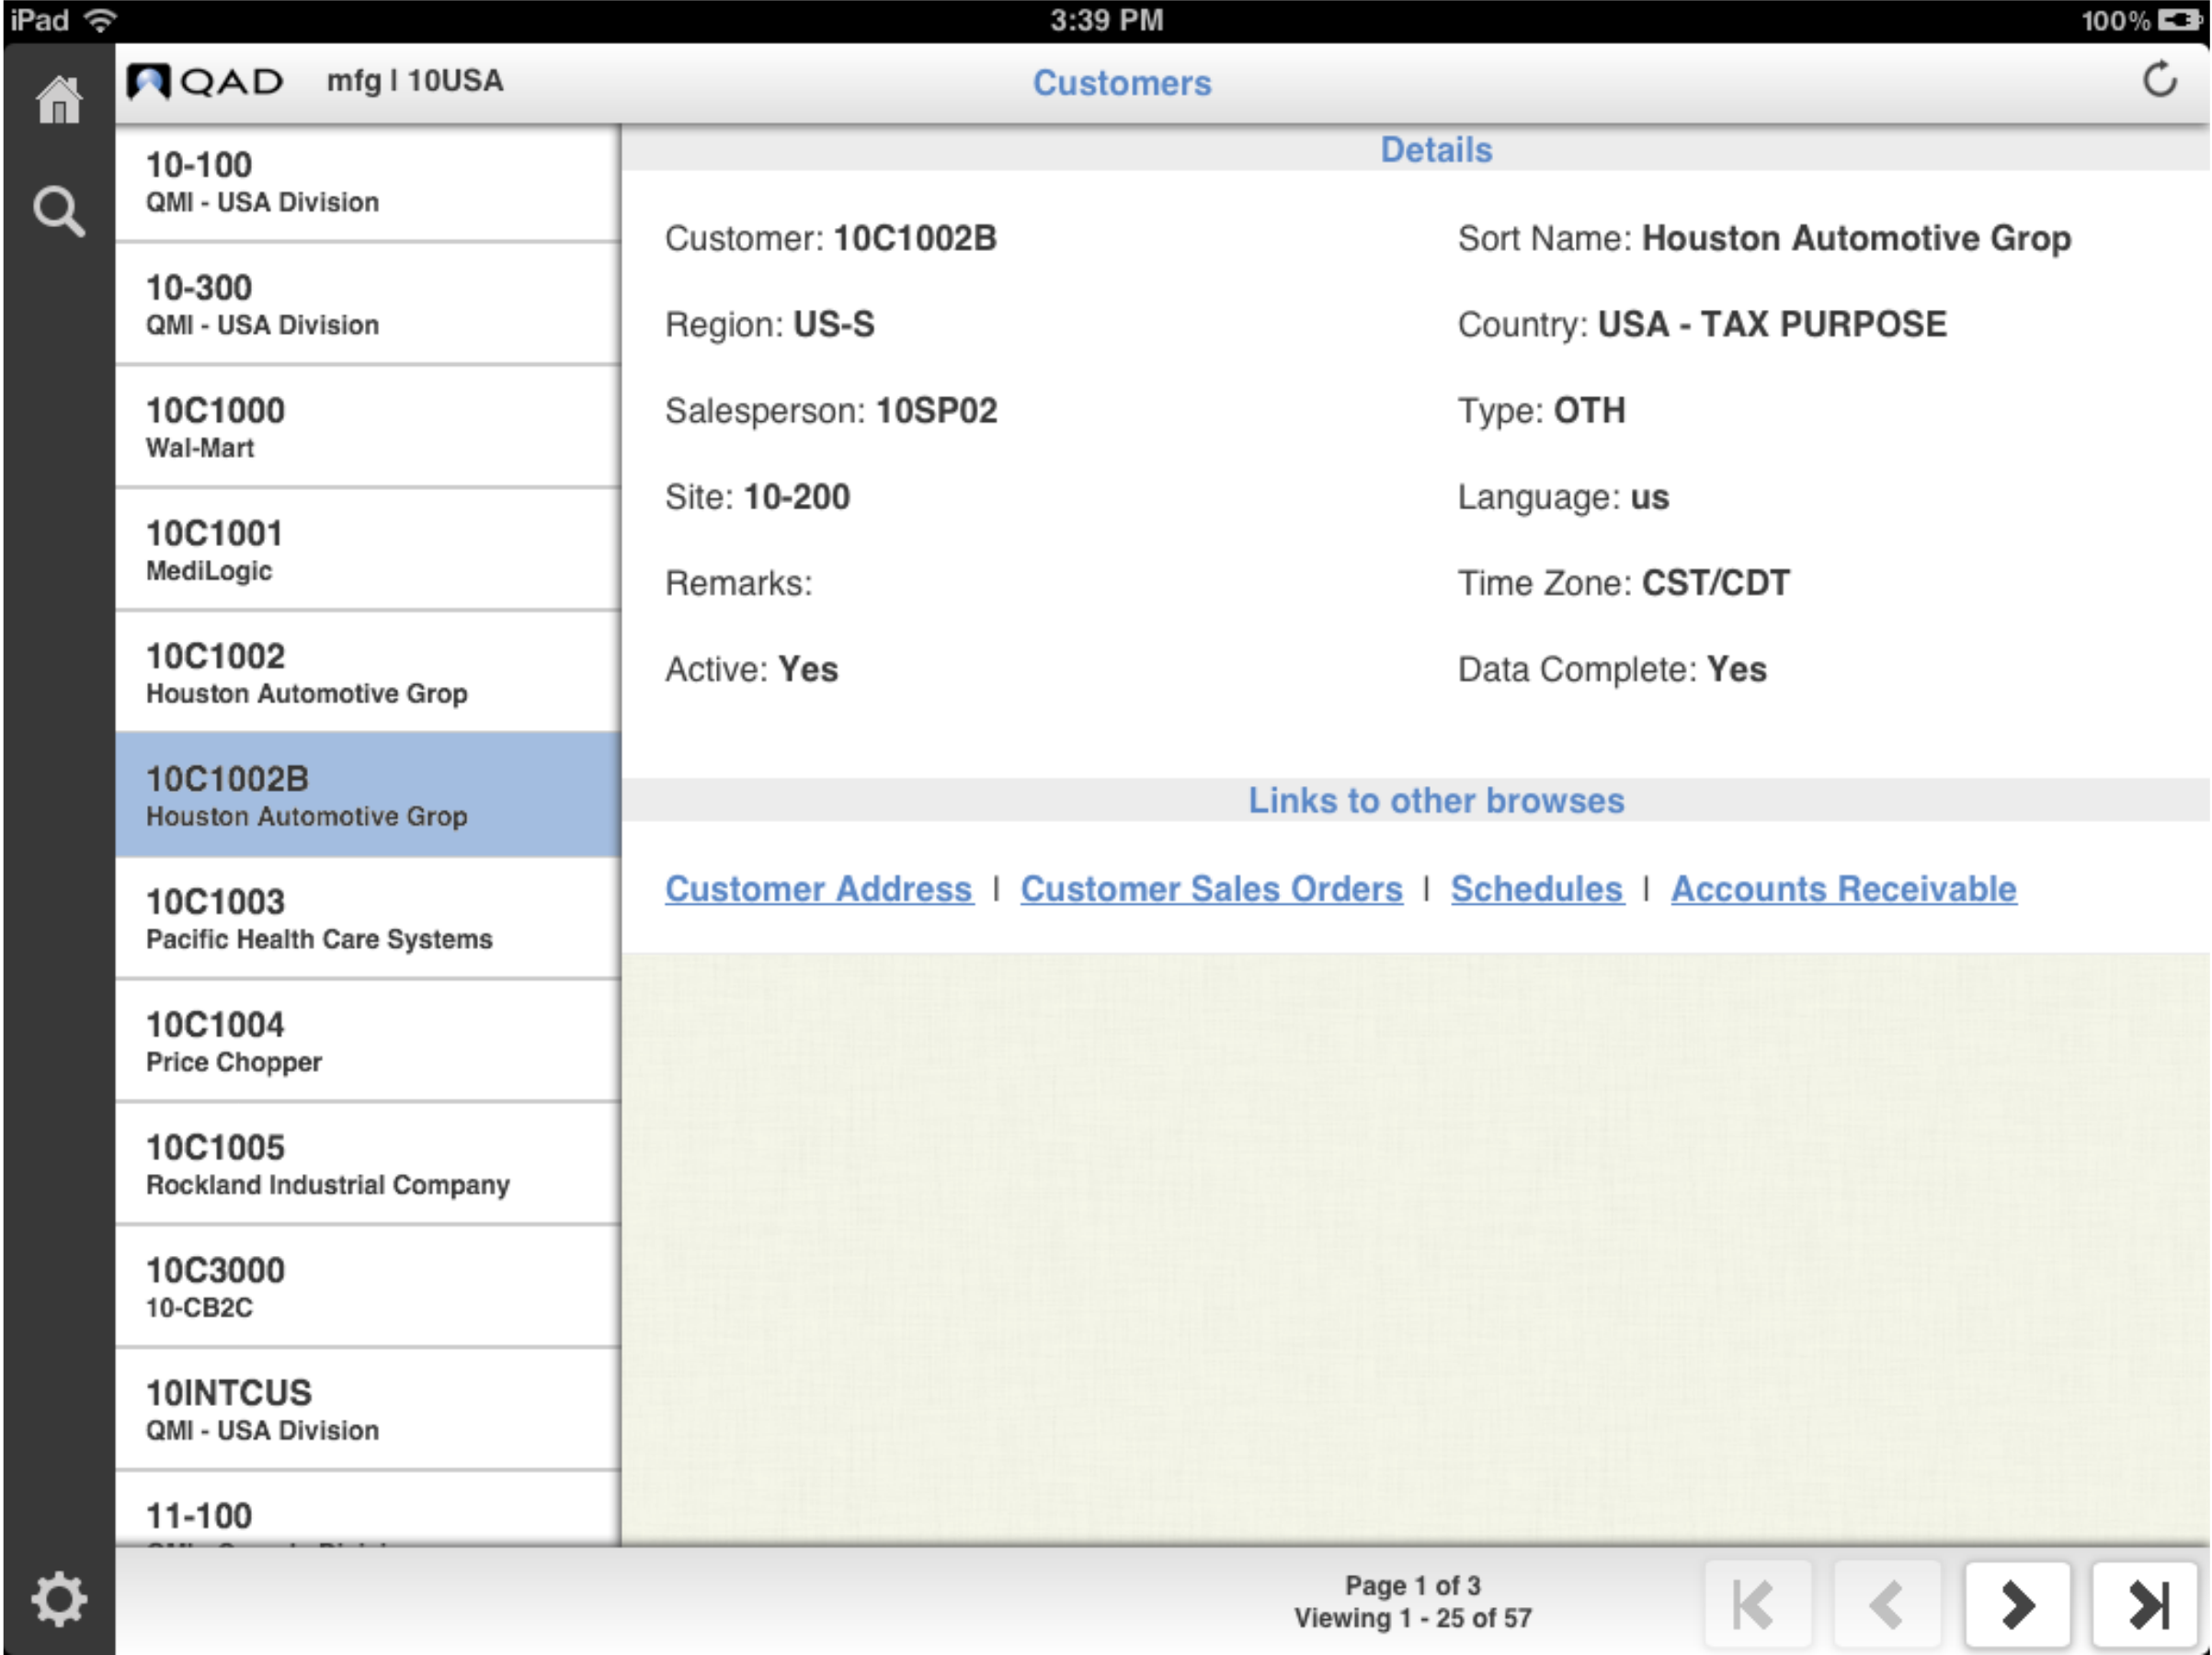 iPad 3:39 PM 100%
QAD mfg | 10USA Customers
10-100
QMI - USA Division
10-300
QMI - USA Division
10C1000
Wal-Mart
10C1001
MediLogic
10C1002
Houston Automotive Grop
10C1002B
Houston Automotive Grop
10C1003
Pacific Health Care Systems
10C1004
Price Chopper
10C1005
Rockland Industrial Company
10C3000
10-CB2C
10INTCUS
QMI - USA Division
11-100
Details
Customer: 10C1002B Sort Name: Houston Automotive Grop
Region: US-S Country: USA - TAX PURPOSE
Salesperson: 10SP02 Type: OTH
Site: 10-200 Language: us
Remarks: Time Zone: CST/CDT
Active: Yes Data Complete: Yes
Links to other browses
Customer Address | Customer Sales Orders | Schedules | Accounts Receivable
Page 1 of 3
Viewing 1 - 25 of 57